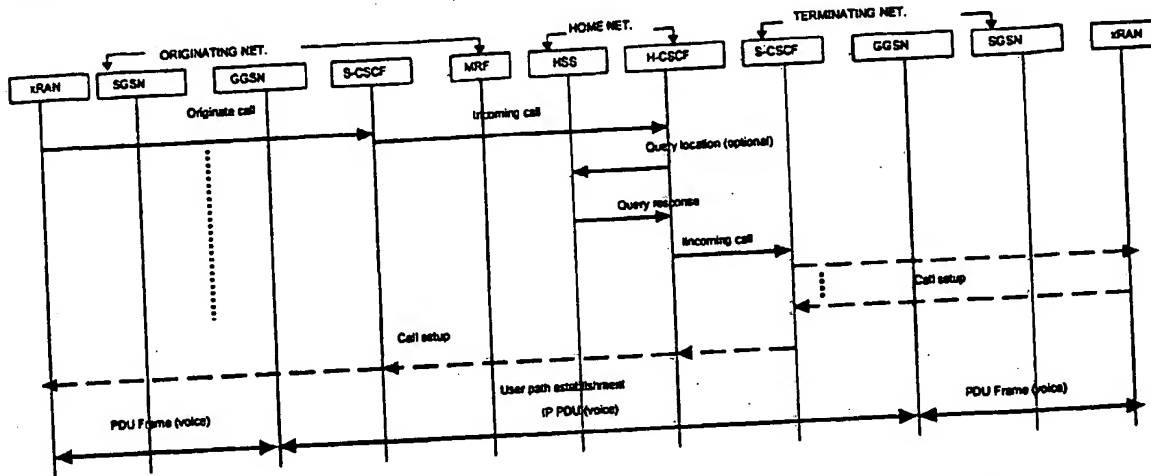 ORIGINATING NET.
HOME NET.
TERMINATING NET.
xRAN
SGSN
GGSN
S-CSCF
MRF
HSS
H-CSCF
S-CSCF
GGSN
SGSN
xRAN
Originate call
Incoming call
Query location (optional)
Query response
IIncoming call
Call setup
Call setup
User path establishment
PDU Frame (voice)
IP PDU (voice)
PDU Frame (voice)